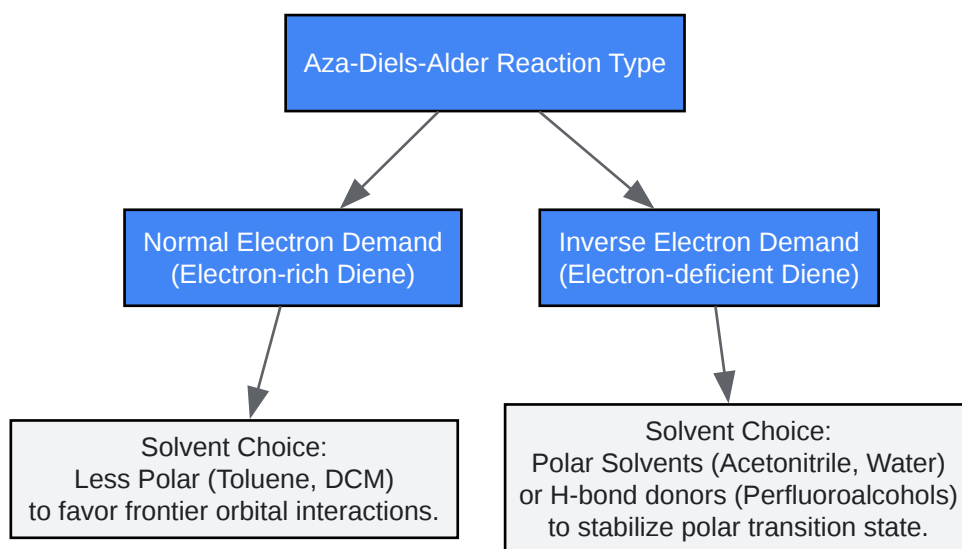 Aza-Diels-Alder Reaction Type
Normal Electron Demand
(Electron-rich Diene)
Inverse Electron Demand
(Electron-deficient Diene)
Solvent Choice:
Less Polar (Toluene, DCM)
to favor frontier orbital interactions.
Solvent Choice:
Polar Solvents (Acetonitrile, Water)
or H-bond donors (Perfluoroalcohols)
to stabilize polar transition state.